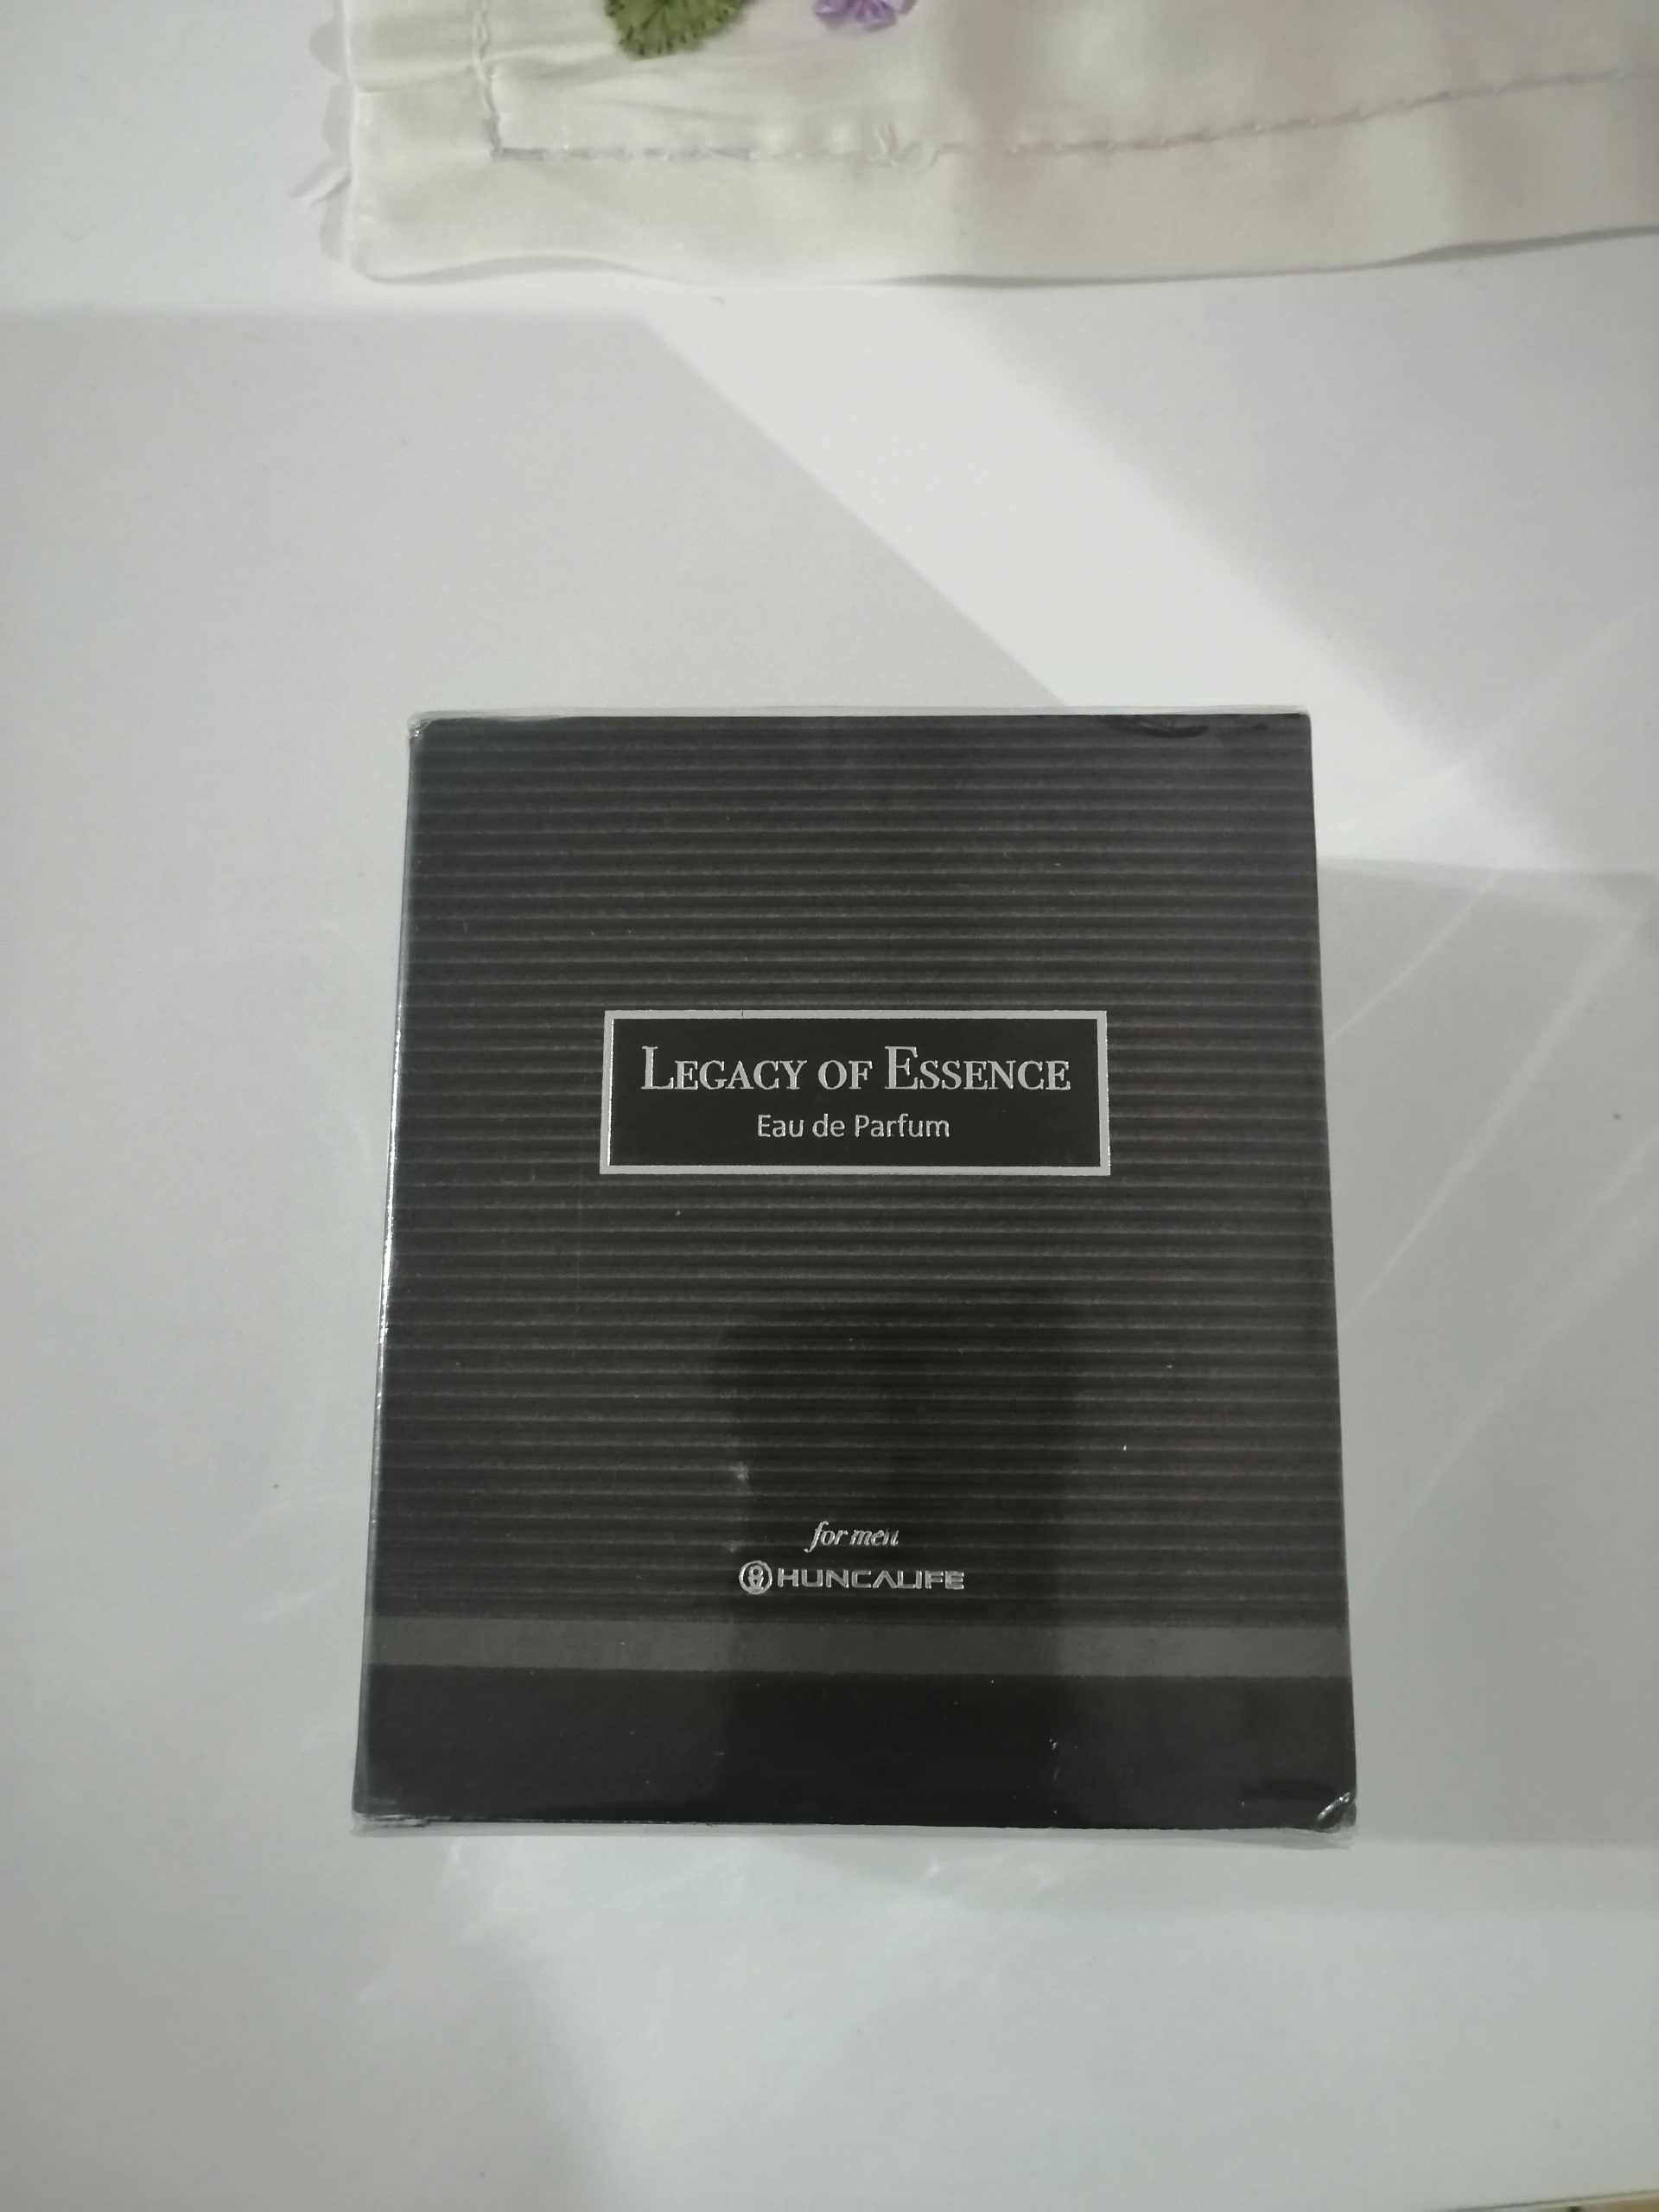 LEGACY OF ESSENCE
Eau de Parfum
for men
HUNCALIFE